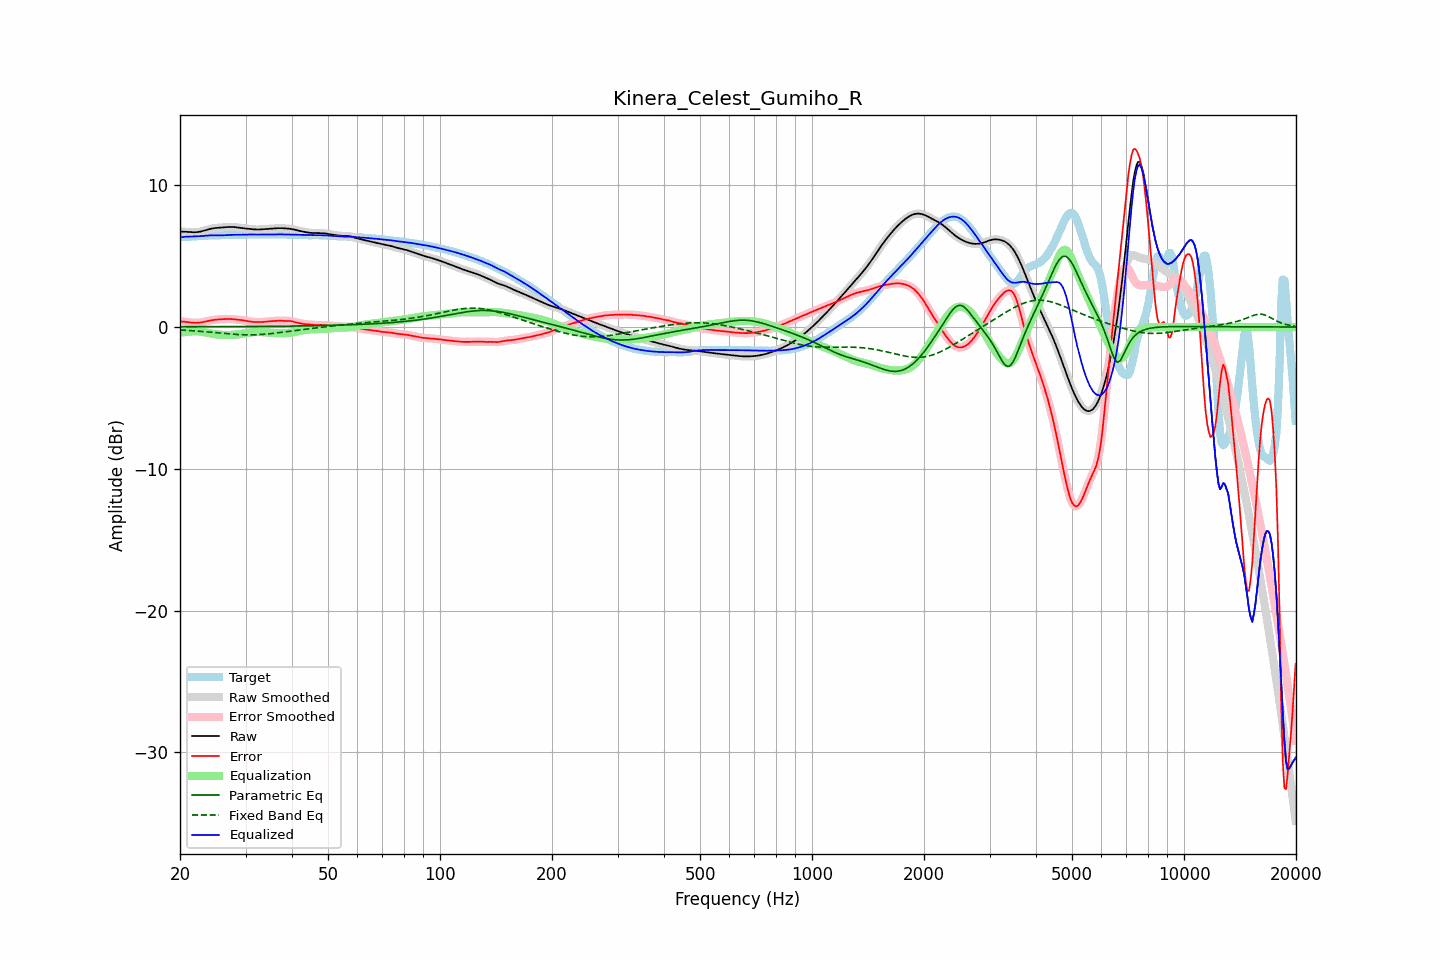 Kinera_Celest_Gumiho_R
10
0
−10
−20
−30
Amplitude (dBr)
Target
Raw Smoothed
Error Smoothed
Raw
Error
Equalization
Parametric Eq
Fixed Band Eq
Equalized
20 50 100 200 500 1000 2000 5000 10000 20000
Frequency (Hz)